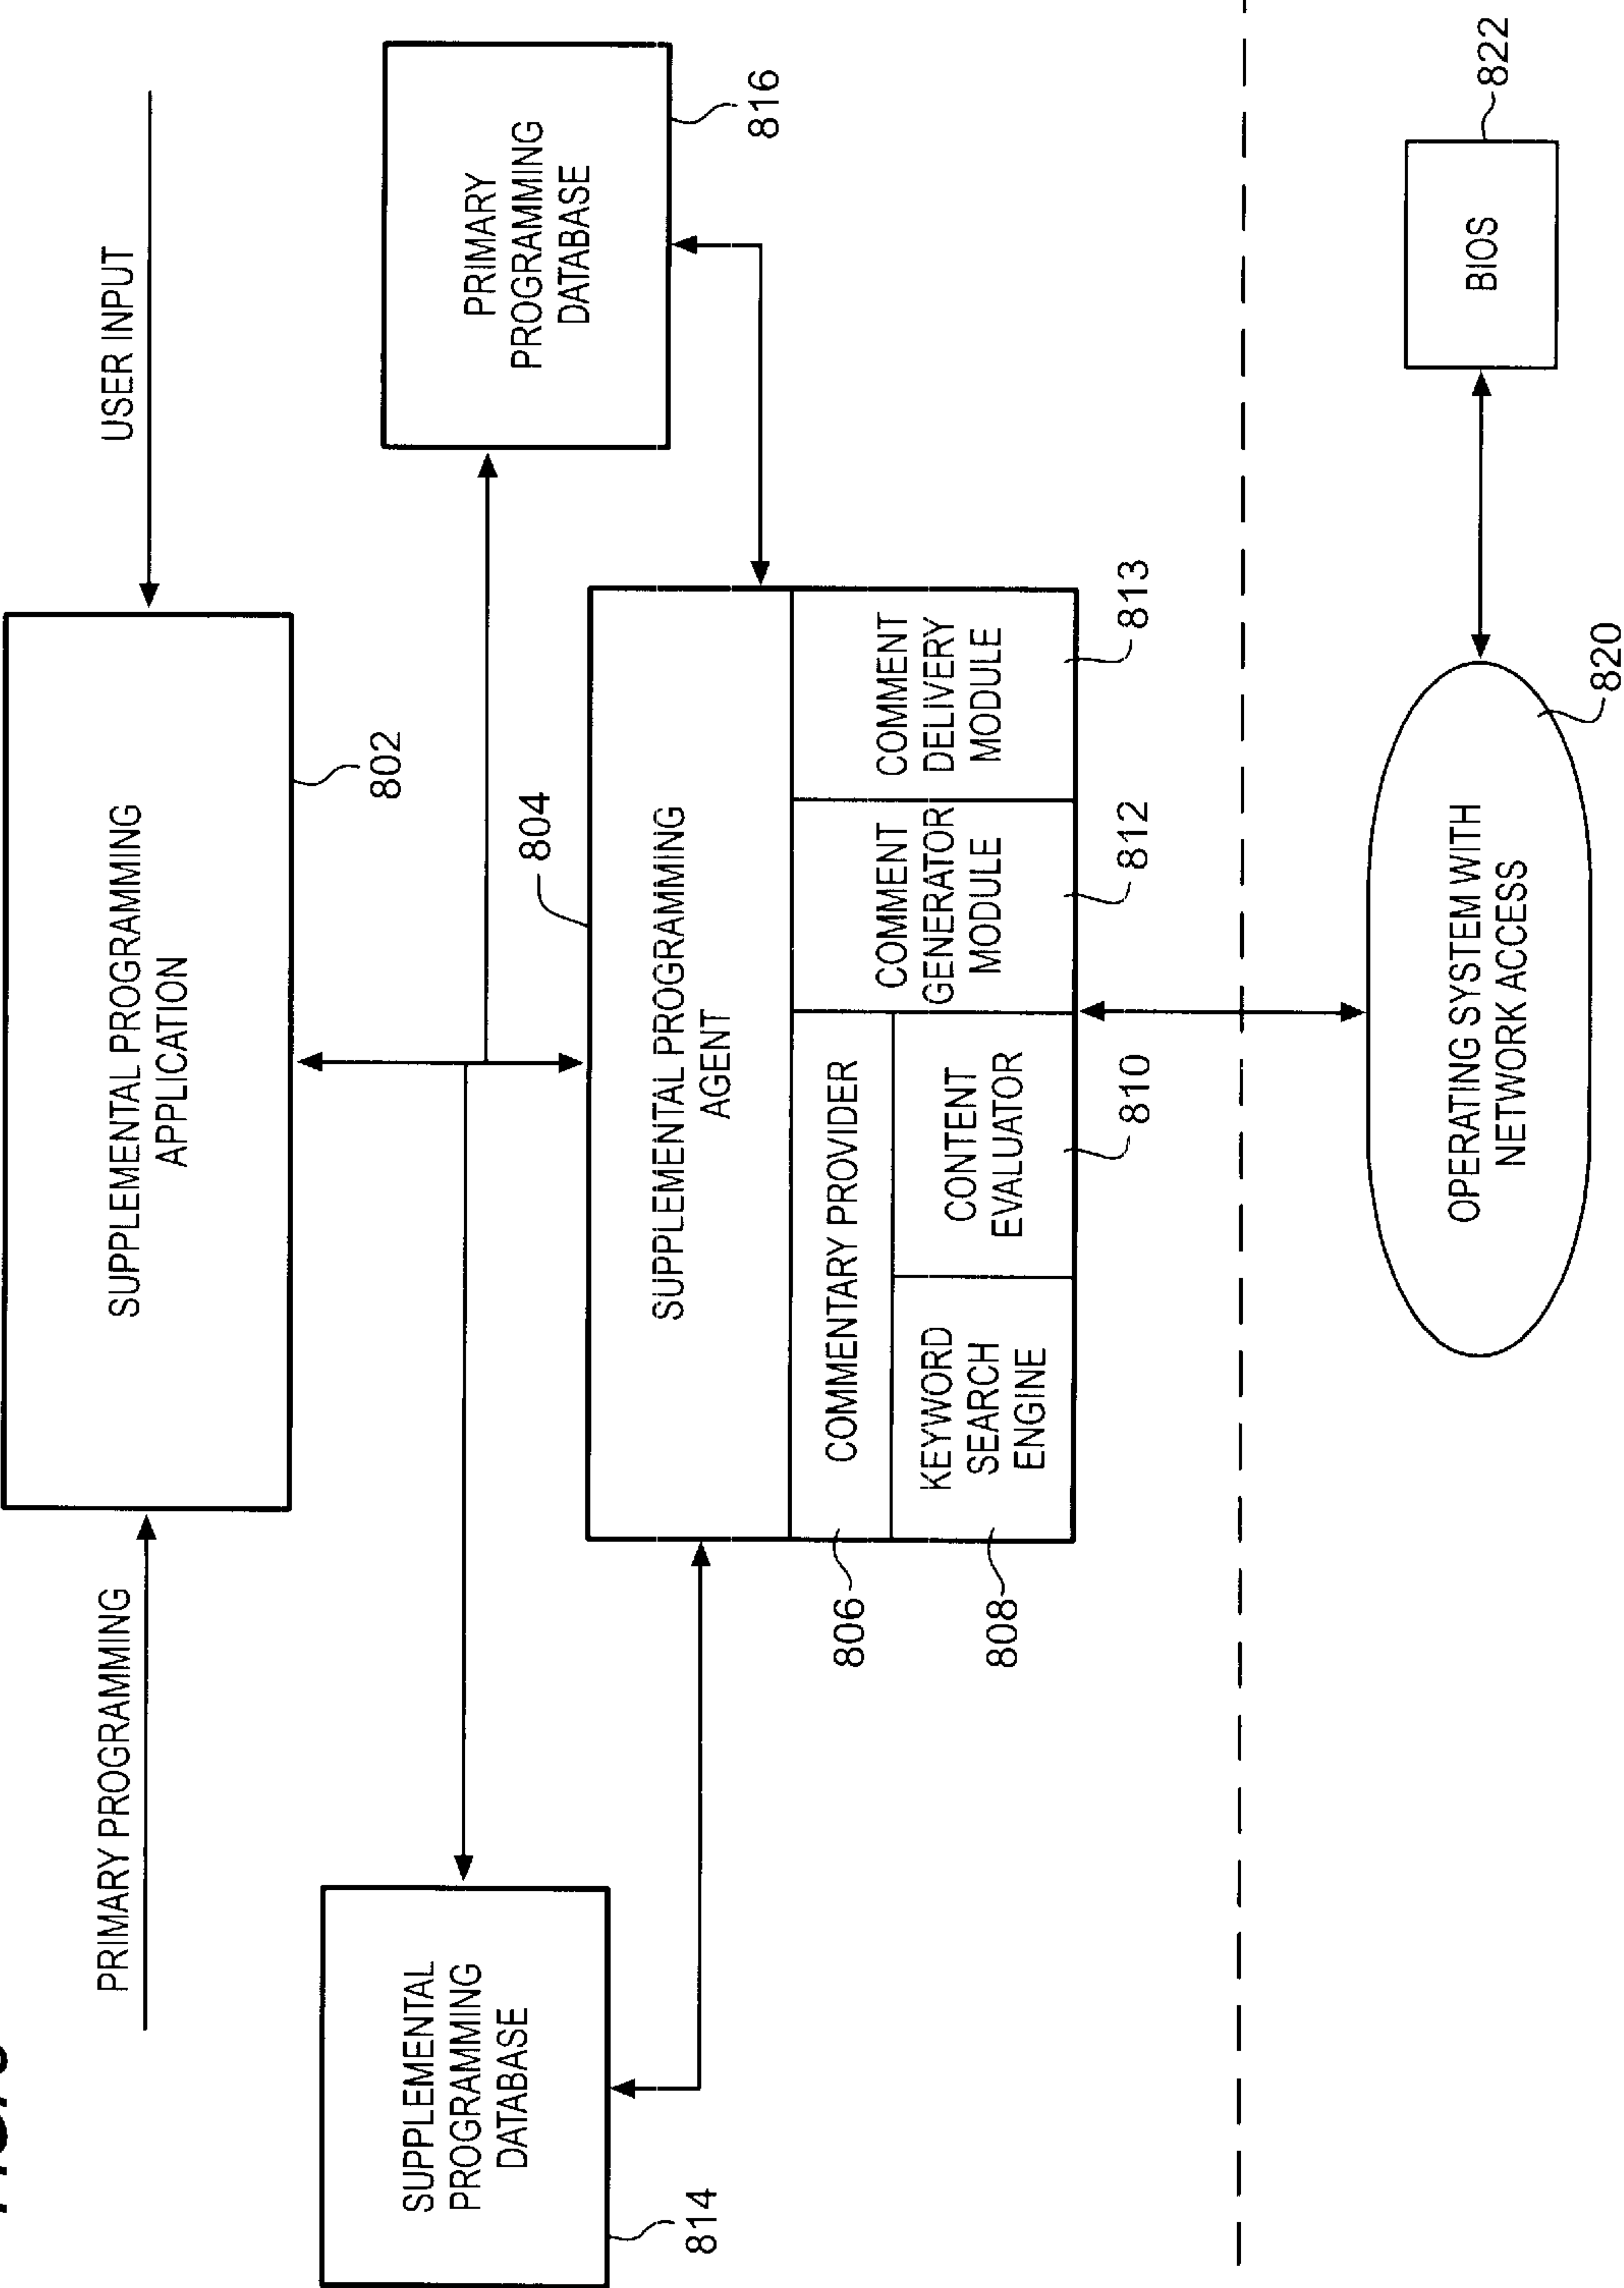 PRIMARY PROGRAMMING
SUPPLEMENTAL PROGRAMMING
APPLICATION
802
USER INPUT
SUPPLEMENTAL
PROGRAMMING
DATABASE
814
PRIMARY
PROGRAMMING
DATABASE
816
804
SUPPLEMENTAL PROGRAMMING
AGENT
COMMENTARY PROVIDER
806
KEYWORD
SEARCH
ENGINE
808
CONTENT
EVALUATOR
810
COMMENT
GENERATOR
MODULE
812
COMMENT
DELIVERY
MODULE
813
OPERATING SYSTEM WITH
NETWORK ACCESS
820
BIOS
822